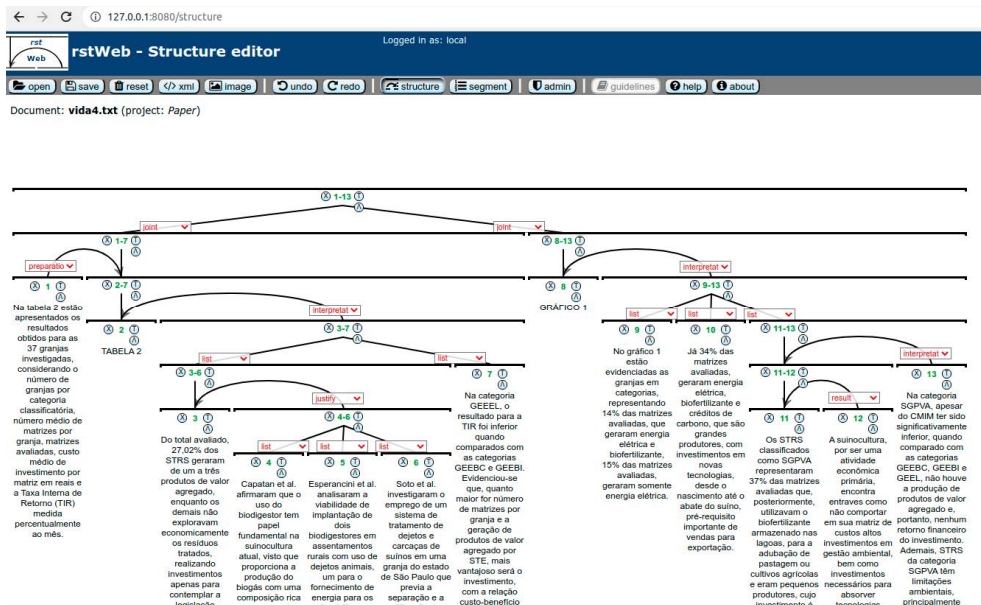 127.0.0.1:8080/structure
rst
Web
rstWeb - Structure editor
Logged in as: local
open save reset </> xml image undo redo structure segment admin guidelines help about
Document: vida4.txt (project: Paper)
X 1-13 T
Λ
joint
joint
X 1-7 T
Λ
X 8-13 T
Λ
preparatio
interpretat
X 1 T
Λ
X 2-7 T
Λ
X 8 T
Λ
X 9-13 T
Λ
Na tabela 2 estão
apresentados os
resultados
obtidos para as
37 granjas
investigadas,
considerando o
número de
granjas por
categoria
classificatória,
número médio de
matrizes por
granja, matrizes
avaliadas, custo
médio de
investimento por
matriz em reais e
a Taxa Interna de
Retorno (TIR)
medida
percentualmente
ao mês.
interpretat
X 2 T
Λ
TABELA 2
X 3-7 T
Λ
list
list
X 3-6 T
Λ
X 7 T
Λ
justify
X 3 T
Λ
Do total avaliado,
27,02% dos
STRS geraram
de um a três
produtos de valor
agregado,
enquanto os
demais não
exploravam
economicamente
os resíduos
tratados,
realizando
investimentos
apenas para
contemplar a
legislação
X 4-6 T
Λ
list
list
list
X 4 T
Λ
Capatan et al.
afirmaram que o
uso do
biodigestor tem
papel
fundamental na
suinocultura
atual, visto que
proporciona a
produção do
biogás com uma
composição rica
X 5 T
Λ
Esperancini et al.
analisaram a
viabilidade de
implantação de
dois
biodigestores em
assentamentos
rurais com uso de
dejetos animais,
um para o
fornecimento de
energia para os
X 6 T
Λ
Soto et al.
investigaram o
emprego de um
sistema de
tratamento de
dejetos e
carcaças de
suínos em uma
granja do estado
de São Paulo que
previa a
separação e a
Na categoria
GEEEL, o
resultado para a
TIR foi inferior
quando
comparados com
as categorias
GEEBC e GEEBI.
Evidenciou-se
que, quanto
maior for número
de matrizes por
granja e a
geração de
produtos de valor
agregado por
STE, mais
vantajoso será o
investimento,
com a relação
custo-benefício
GRÁFICO 1
list
list
list
X 9 T
Λ
No gráfico 1
estão
evidenciadas as
granjas em
categorias,
representando
14% das matrizes
avaliadas, que
geraram energia
elétrica e
biofertilizante,
15% das matrizes
avaliadas,
geraram somente
energia elétrica.
X 10 T
Λ
Já 34% das
matrizes
avaliadas,
geraram energia
elétrica,
biofertilizante e
créditos de
carbono, que são
grandes
produtores, com
investimentos em
novas
tecnologias,
desde o
nascimento até o
abate do suíno,
pré-requisito
importante de
vendas para
exportação.
X 11-13 T
Λ
interpretat
X 11-12 T
Λ
X 13 T
Λ
result
X 11 T
Λ
Os STRS
classificados
como SGPVA
representaram
37% das matrizes
avaliadas que,
posteriormente,
utilizavam o
biofertilizante
armazenado nas
lagoas, para a
adubação de
pastagem ou
cultivos agrícolas
e eram pequenos
produtores, cujo
investimento é
X 12 T
Λ
A suinocultura,
por ser uma
atividade
econômica
primária,
encontra
entraves como
não comportar
em sua matriz de
custos altos
investimentos em
gestão ambiental,
bem como
investimentos
necessários para
absorver
tecnologias
Na categoria
SGPVA, apesar
do CMIM ter sido
significativamente
inferior, quando
comparado com
as categorias
GEEBC, GEEBI e
GEEL, não houve
a produção de
produtos de valor
agregado e,
portanto, nenhum
retorno financeiro
do investimento.
Ademais, STRS
da categoria
SGPVA têm
limitações
ambientais,
principalmente